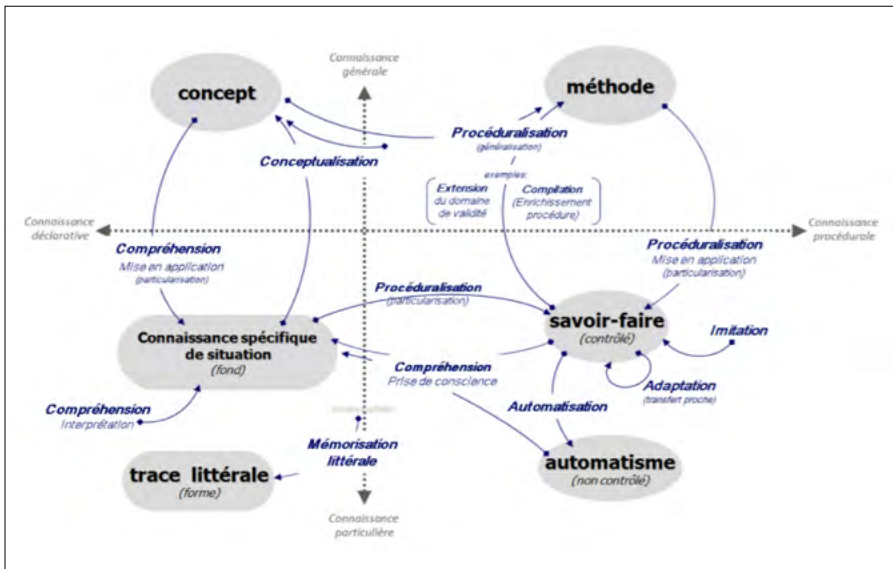 Connaissance
générale
concept
méthode
Procéduralisation
(généralisation)
Conceptualisation
exemples:
Extension
du domaine
de validité
Compilation
(Enrichissement
procédure)
Connaissance
déclarative
Connaissance
procédurale
Compréhension
Mise en application
(particularisation)
Procéduralisation
Mise en application
(particularisation)
Procéduralisation
(particularisation)
savoir-faire
(contrôlé)
Imitation
Connaissance spécifique
de situation
(fond)
Compréhension
Prise de conscience
Adaptation
(transfert proche)
Compréhension
Interprétation
Automatisation
Mémorisation
littérale
trace littérale
(forme)
automatisme
(non contrôlé)
Connaissance
particulière